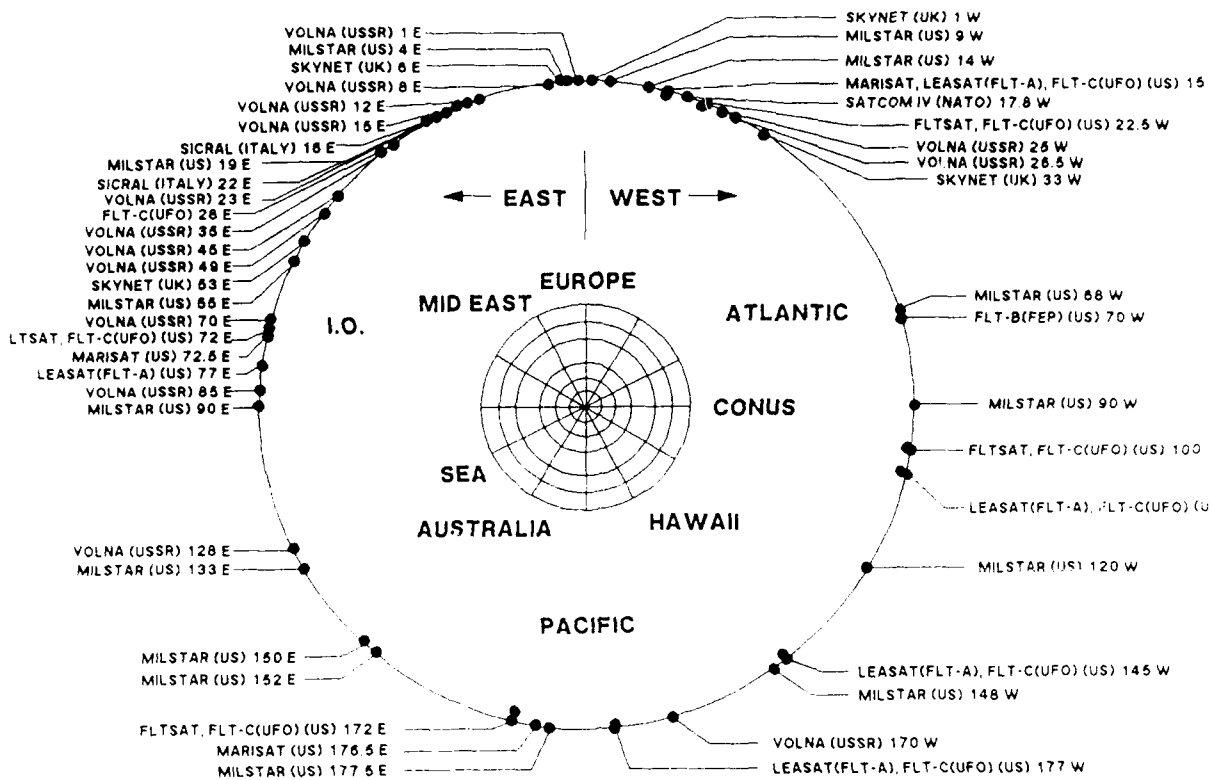 VOLNA (USSR) 1 E
MILSTAR (US) 4 E
SKYNET (UK) 6 E
VOLNA (USSR) 8 E
VOLNA (USSR) 12 E
VOLNA (USSR) 15 E
SICRAL (ITALY) 16 E
MILSTAR (US) 19 E
SICRAL (ITALY) 22 E
VOLNA (USSR) 23 E
FLT-C(UFO) 28 E
VOLNA (USSR) 35 E
VOLNA (USSR) 45 E
VOLNA (USSR) 49 E
SKYNET (UK) 53 E
MILSTAR (US) 55 E
VOLNA (USSR) 70 E
LTSAT, FLT-C(UFO) (US) 72 E
MARISAT (US) 72.5 E
LEASAT(FLT-A) (US) 77 E
VOLNA (USSR) 85 E
MILSTAR (US) 90 E
VOLNA (USSR) 128 E
MILSTAR (US) 133 E
MILSTAR (US) 150 E
MILSTAR (US) 152 E
FLTSAT, FLT-C(UFO) (US) 172 E
MARISAT (US) 176.5 E
MILSTAR (US) 177.5 E
SKYNET (UK) 1 W
MILSTAR (US) 9 W
MILSTAR (US) 14 W
MARISAT, LEASAT(FLT-A), FLT-C(UFO) (US) 15
SATCOM IV (NATO) 17.8 W
FLTSAT, FLT-C(UFO) (US) 22.5 W
VOLNA (USSR) 25 W
VOLNA (USSR) 26.5 W
SKYNET (UK) 33 W
MILSTAR (US) 68 W
FLT-B(FEP) (US) 70 W
MILSTAR (US) 90 W
FLTSAT, FLT-C(UFO) (US) 100
LEASAT(FLT-A), FLT-C(UFO) (U
MILSTAR (US) 120 W
LEASAT(FLT-A), FLT-C(UFO) (US) 145 W
MILSTAR (US) 148 W
VOLNA (USSR) 170 W
LEASAT(FLT-A), FLT-C(UFO) (US) 177 W
EAST WEST
EUROPE
MID EAST
ATLANTIC
I.O.
CONUS
SEA
AUSTRALIA
HAWAII
PACIFIC